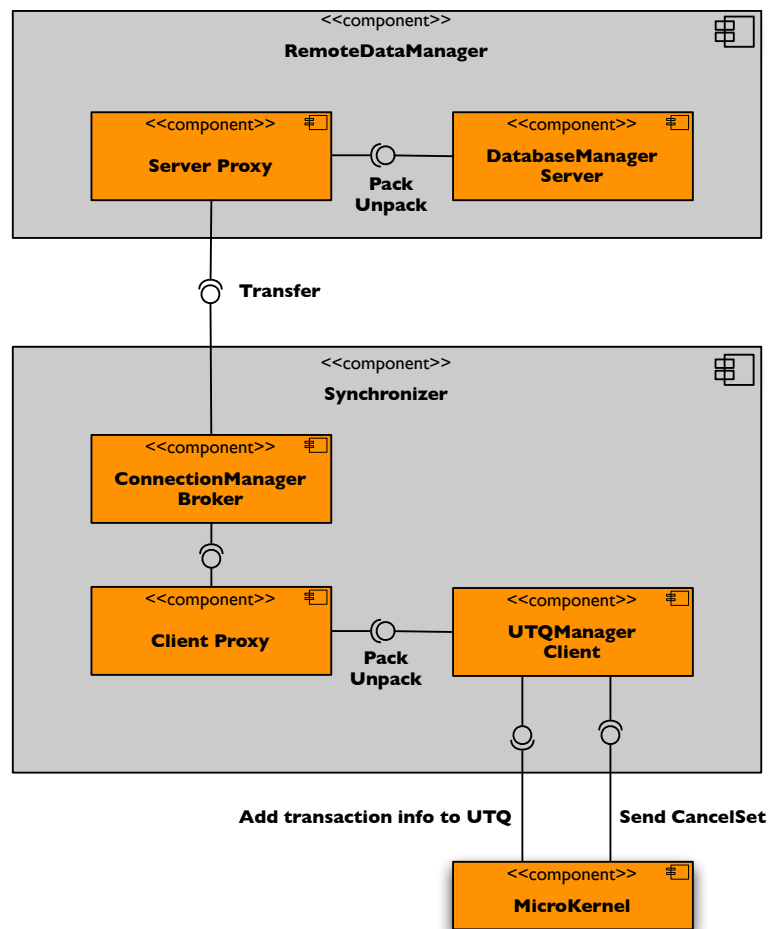 <<component>>
RemoteDataManager
<<component>>
Server Proxy
<<component>>
DatabaseManager
Server
Pack
Unpack
Transfer
<<component>>
Synchronizer
<<component>>
ConnectionManager
Broker
<<component>>
Client Proxy
<<component>>
UTQManager
Client
Pack
Unpack
Add transaction info to UTQ
Send CancelSet
<<component>>
MicroKernel